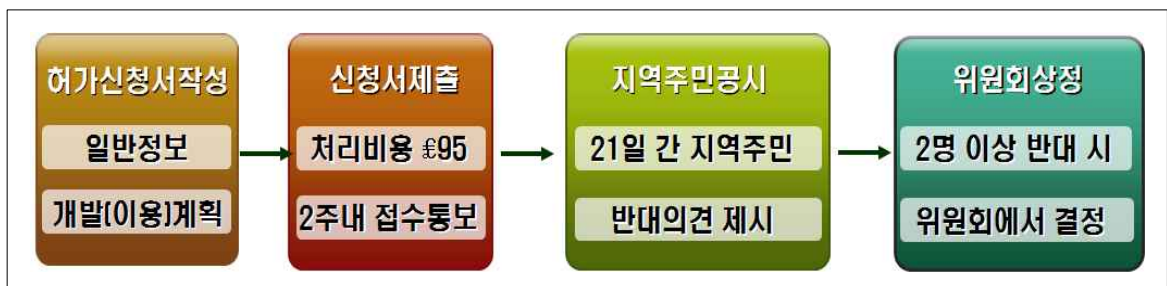 허가신청서작성
일반정보
개발(이용)계획
신청서제출
처리비용 £95
2주내 접수통보
지역주민공시
21일 간 지역주민
반대의견 제시
위원회상정
2명 이상 반대 시
위원회에서 결정